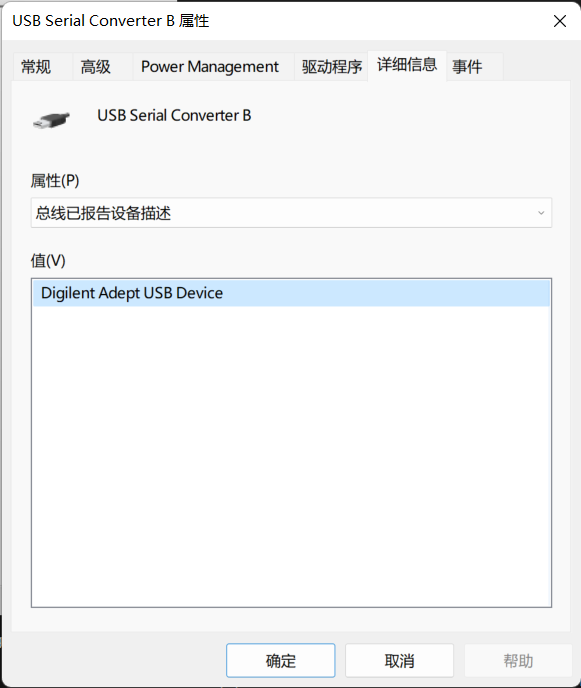 USB Serial Converter B 属性
常规 高级 Power Management 驱动程序 详细信息 事件
USB Serial Converter B
属性(P)
总线已报告设备描述
值(V)
Digilent Adept USB Device
确定 取消 帮助